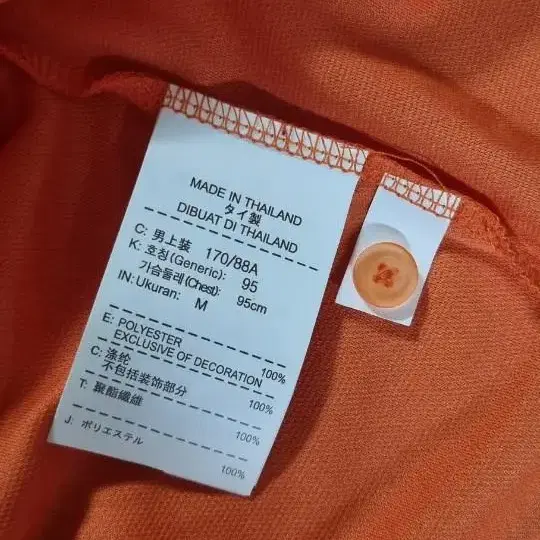 MADE IN THAILAND
タイ製
DIBUAT DI THAILAND
C: 男上装 170/88A
K: 호칭(Generic): 95
가슴둘레(Chest): 95cm
IN: Ukuran: M
E: POLYESTER
EXCLUSIVE OF DECORATION 100%
C: 涤纶
不包括装饰部分 100%
T: 聚酯纖維 100%
J: ポリエステル 100%